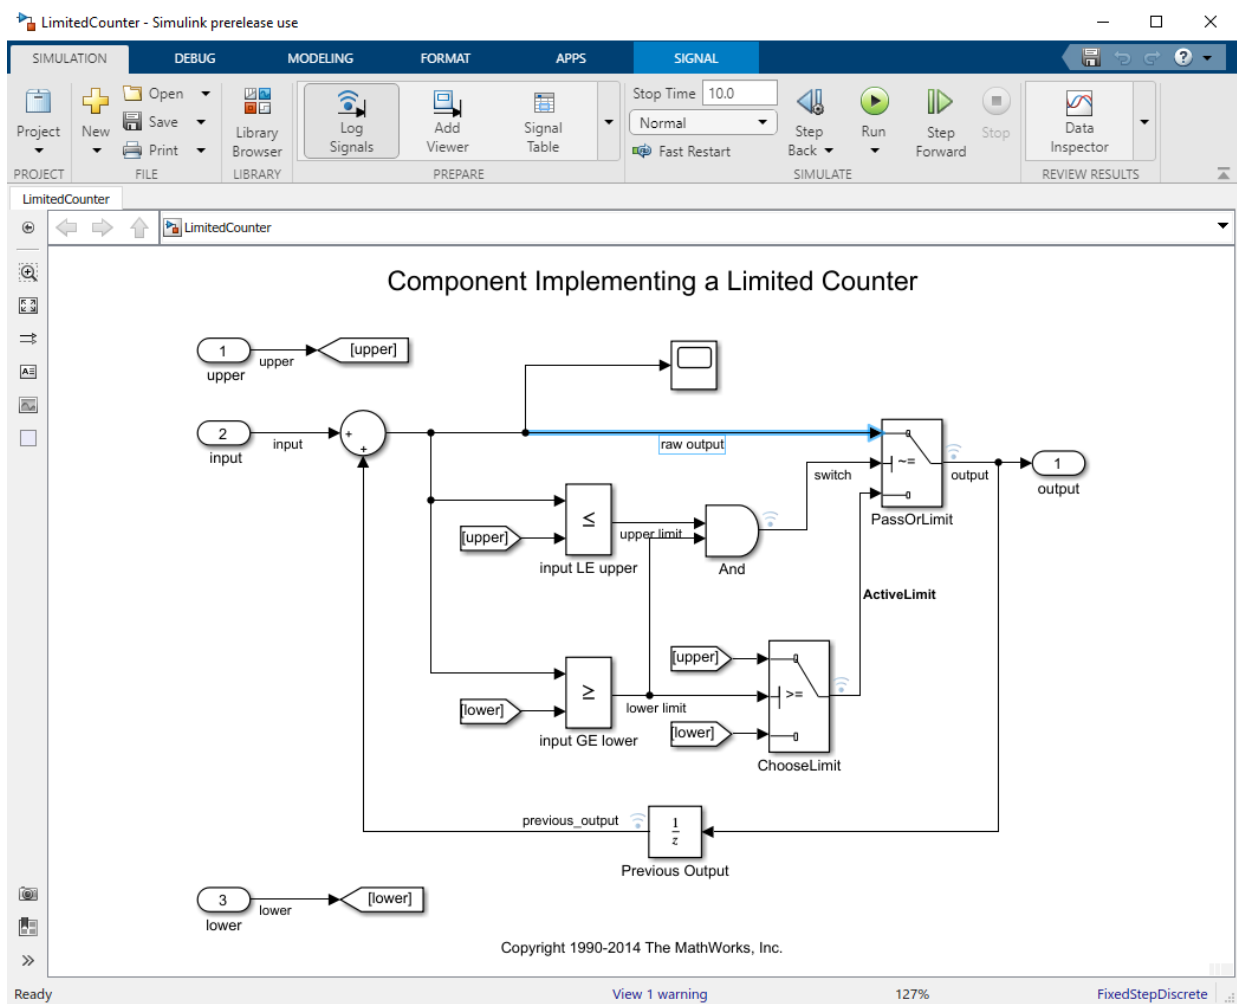 LimitedCounter - Simulink prerelease use
SIMULATION DEBUG MODELING FORMAT APPS SIGNAL
Project
PROJECT
New
Open
Save
Print
FILE
Library
Browser
LIBRARY
Log
Signals
Add
Viewer
Signal
Table
PREPARE
Stop Time 10.0
Normal
Fast Restart
Step
Back
Run
Step
Forward
Stop
SIMULATE
Data
Inspector
REVIEW RESULTS
LimitedCounter
LimitedCounter
Component Implementing a Limited Counter
1
upper
upper
[upper]
2
input
input
+
+
raw output
~=
PassOrLimit
output
1
output
switch
≤
[upper]
input LE upper
upper limit
And
ActiveLimit
[upper]
>=
[lower]
ChooseLimit
≥
[lower]
input GE lower
lower limit
previous_output
1
z
Previous Output
3
lower
lower
[lower]
Copyright 1990-2014 The MathWorks, Inc.
Ready View 1 warning 127% FixedStepDiscrete